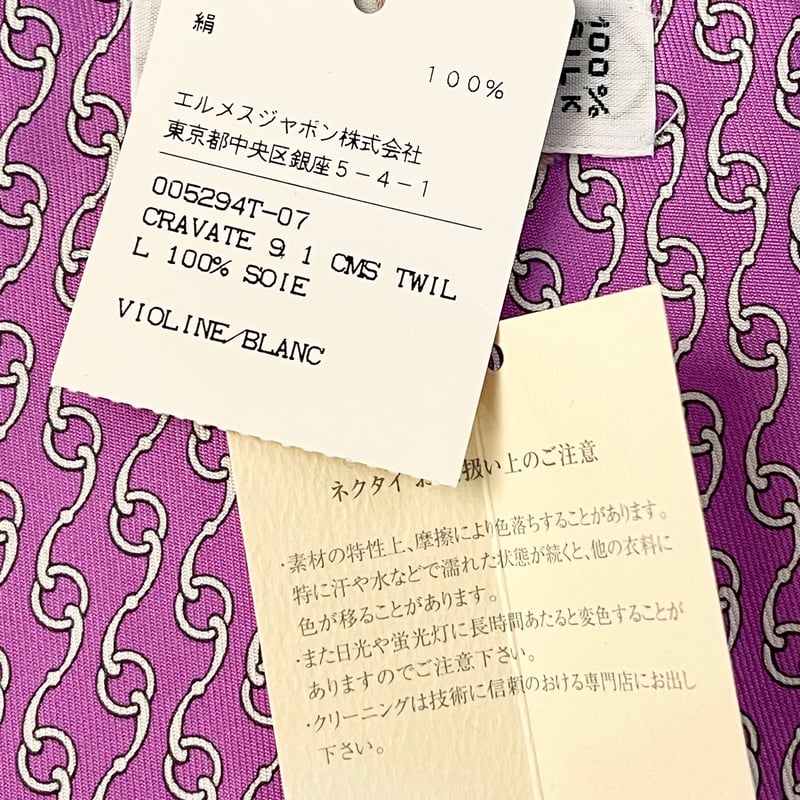 絹
100%
エルメスジャポン株式会社
東京都中央区銀座5-4-1
005294T-07
CRAVATE 9.1 CMS TWIL
L 100% SOIE
VIOLINE/BLANC
100%
SILK
ネクタイ 扱い上のご注意
・素材の特性上、摩擦により色落ちすることがあります。
特に汗や水などで濡れた状態が続くと、他の衣料に
色が移ることがあります。
・また日光や蛍光灯に長時間あたると変色することが
ありますのでご注意下さい。
・クリーニングは技術に信頼のおける専門店にお出し
下さい。